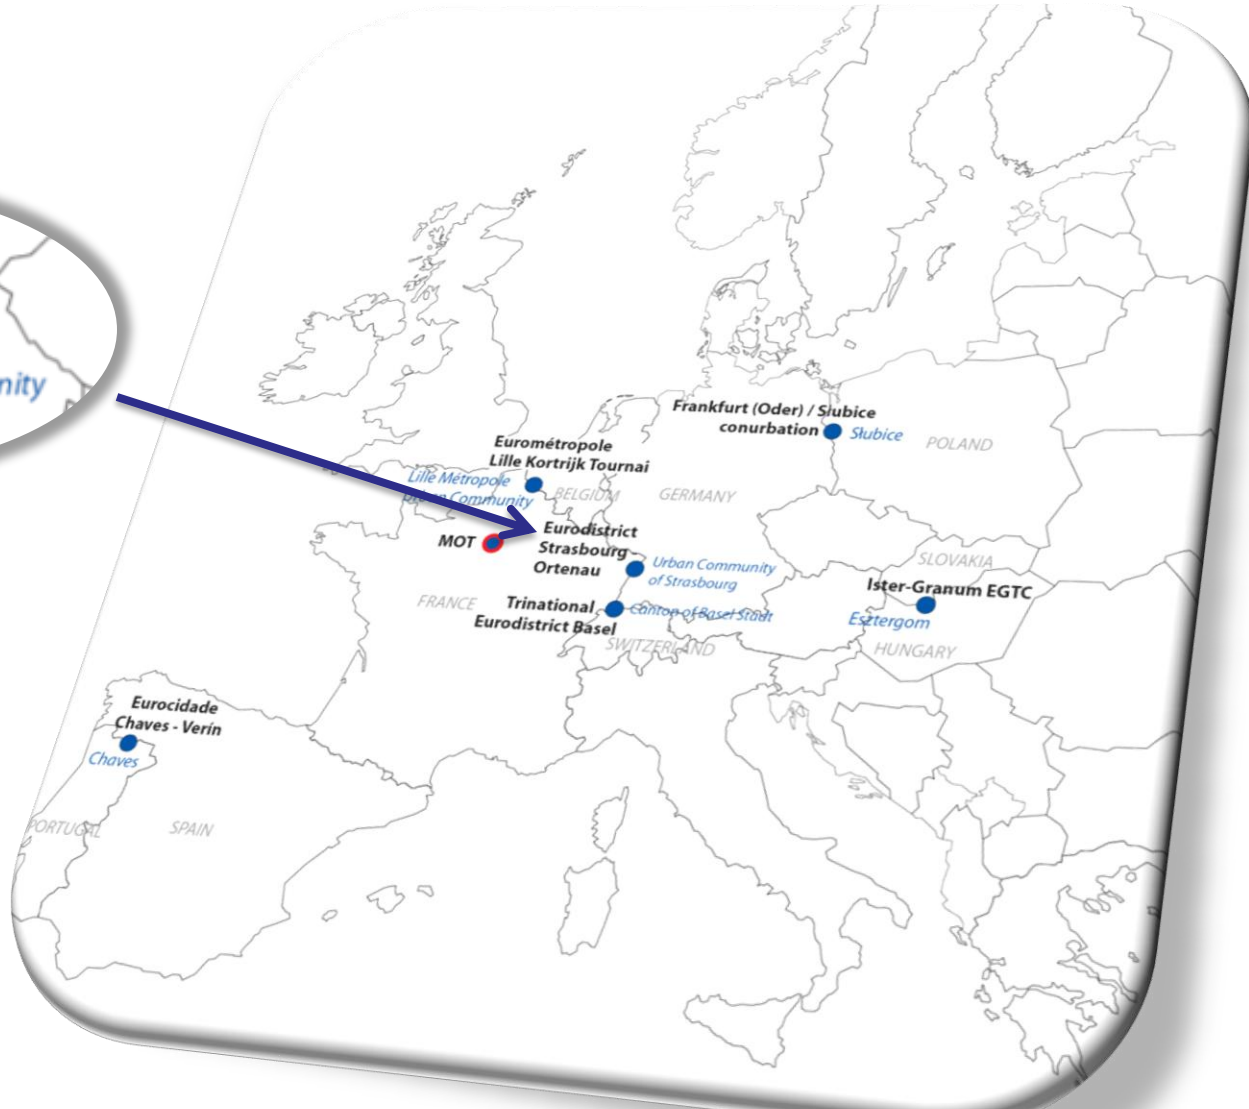 nity
Frankfurt (Oder) / Słubice
conurbation
Słubice
POLAND
Eurométropole
Lille Kortrijk Tournai
Lille Métropole
Urban Community
BELGIUM
GERMANY
MOT
Eurodistrict
Strasbourg -
Ortenau
Urban Community
of Strasbourg
SLOVAKIA
Ister-Granum EGTC
Esztergom
HUNGARY
FRANCE
Trinational
Eurodistrict Basel
Canton of Basel Stadt
SWITZERLAND
Eurocidade
Chaves - Verín
Chaves
PORTUGAL
SPAIN